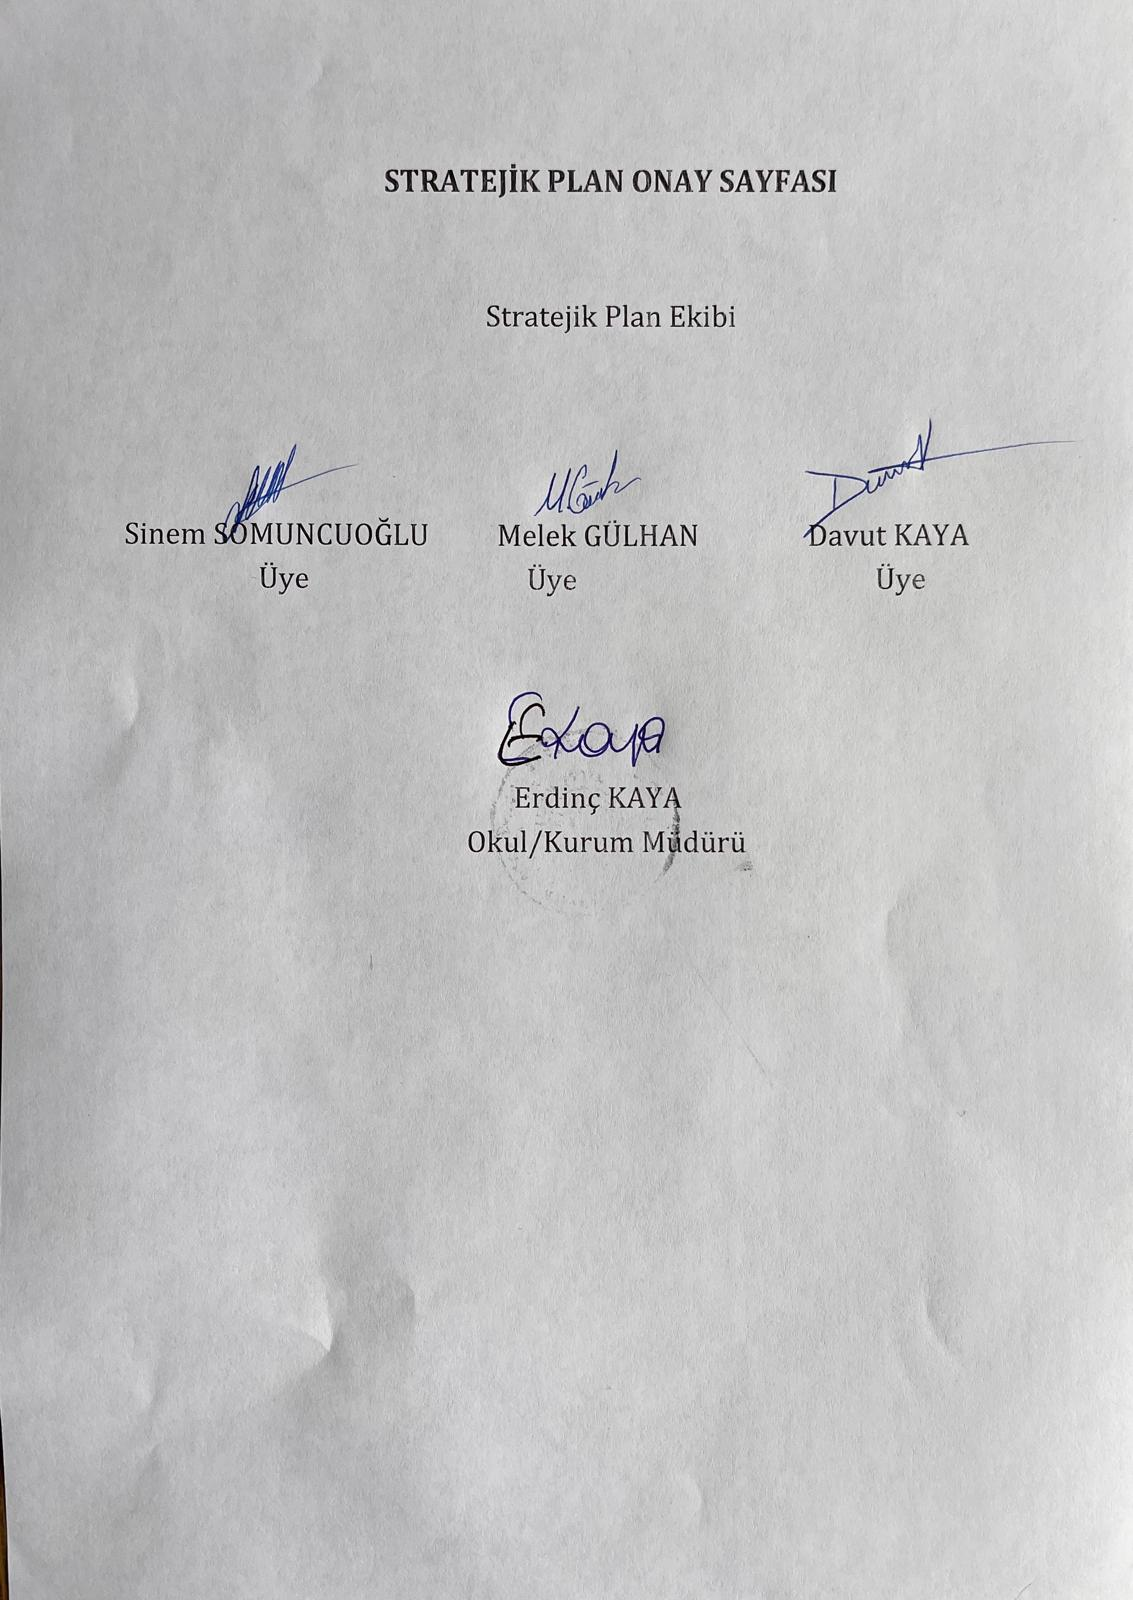 STRATEJİK PLAN ONAY SAYFASI
Stratejik Plan Ekibi
Sinem SOMUNCUOĞLU Melek GÜLHAN Davut KAYA
Üye Üye Üye
EKaya
Erdinç KAYA
Okul/Kurum Müdürü